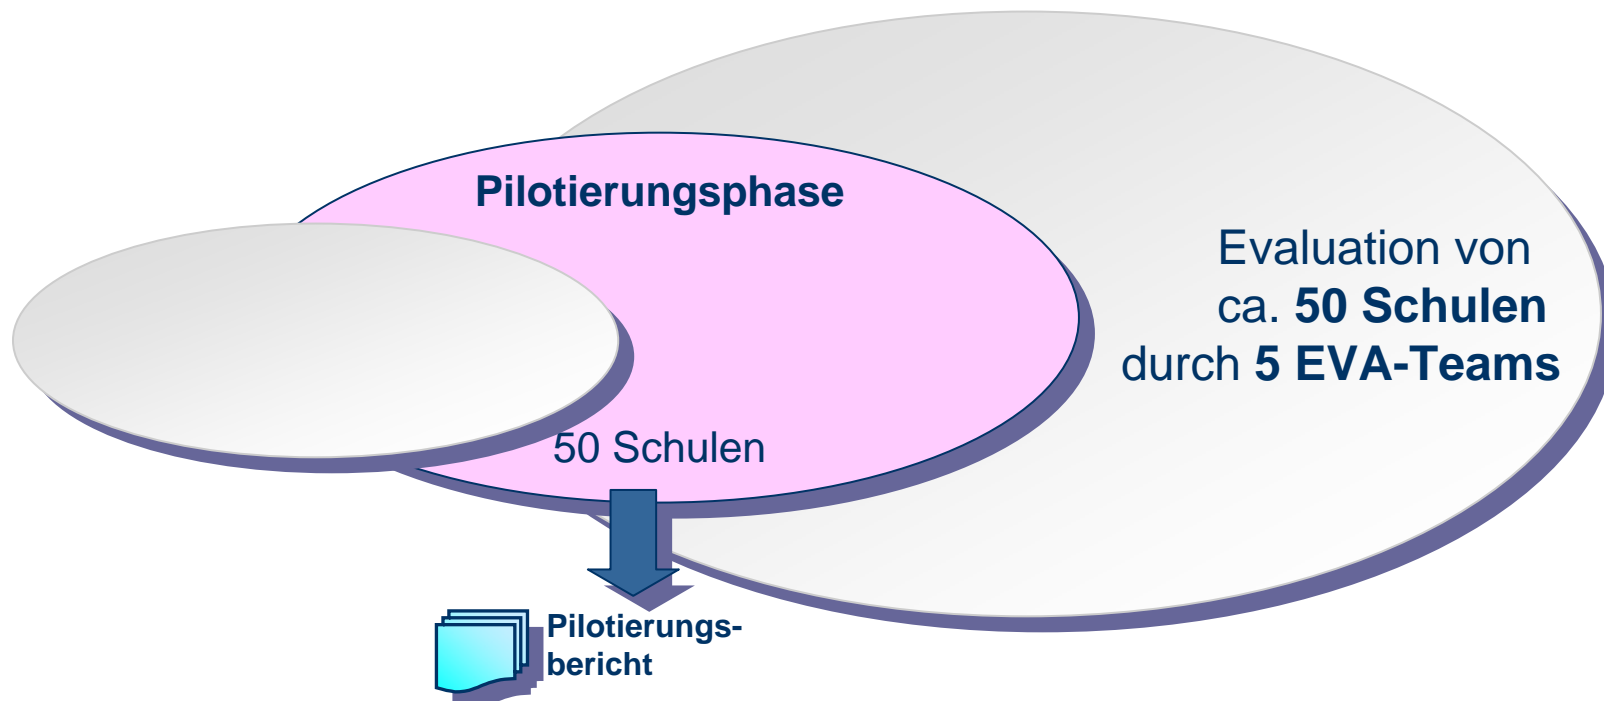 Pilotierungsphase
Evaluation von
ca. 50 Schulen
durch 5 EVA-Teams
50 Schulen
Pilotierungs-
bericht